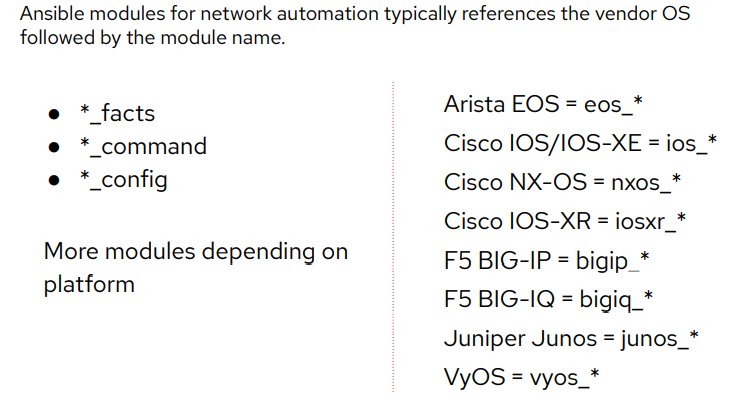 Ansible modules for network automation typically references the vendor OS
followed by the module name.
● *_facts
● *_command
● *_config
More modules depending on
platform
Arista EOS = eos_*
Cisco IOS/IOS-XE = ios_*
Cisco NX-OS = nxos_*
Cisco IOS-XR = iosxr_*
F5 BIG-IP = bigip_*
F5 BIG-IQ = bigiq_*
Juniper Junos = junos_*
VyOS = vyos_*